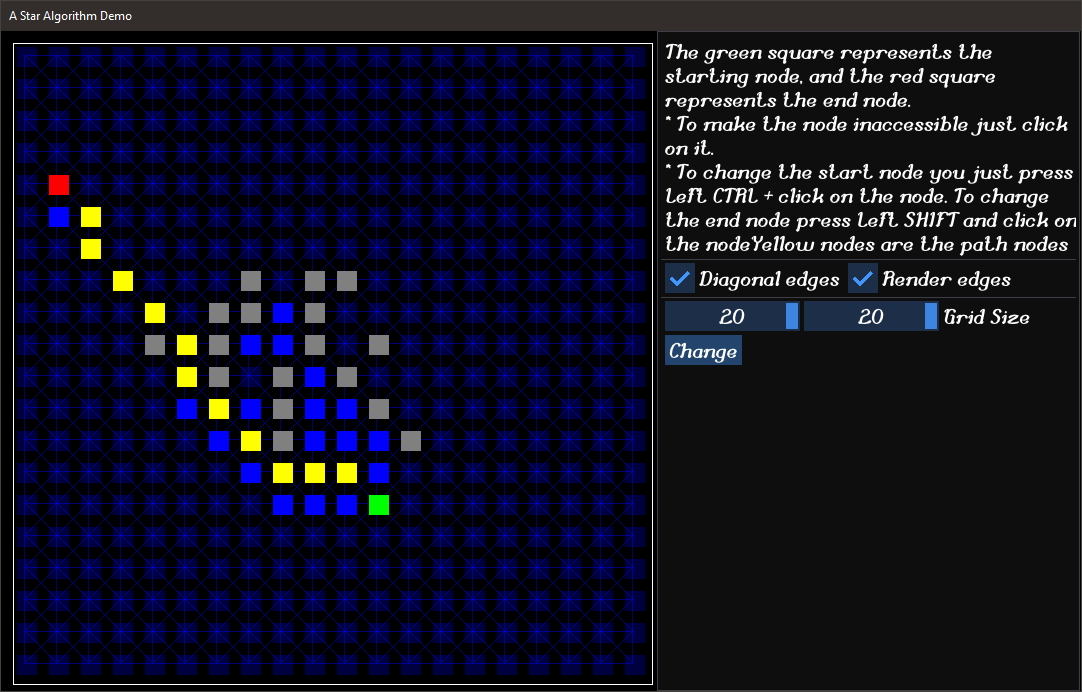 A Star Algorithm Demo
The green square represents the
starting node, and the red square
represents the end node.
* To make the node inaccessible just click
on it.
* To change the start node you just press
Left CTRL + click on the node. To change
the end node press Left SHIFT and click on
the nodeYellow nodes are the path nodes
Diagonal edges Render edges
20 20 Grid Size
Change